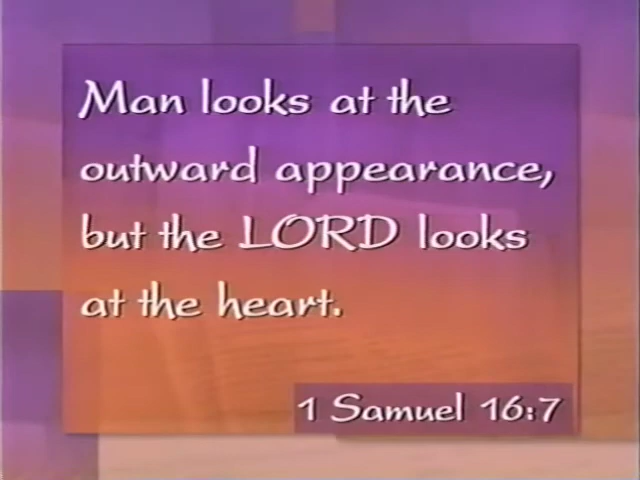 Man looks at the
outward appearance,
but the LORD looks
at the heart.
1 Samuel 16:7